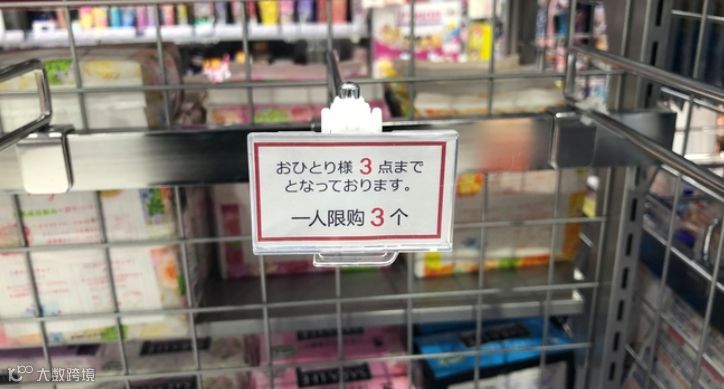 おひとり様 3 点まで
となっております。
一人限购 3 个
大数跨境